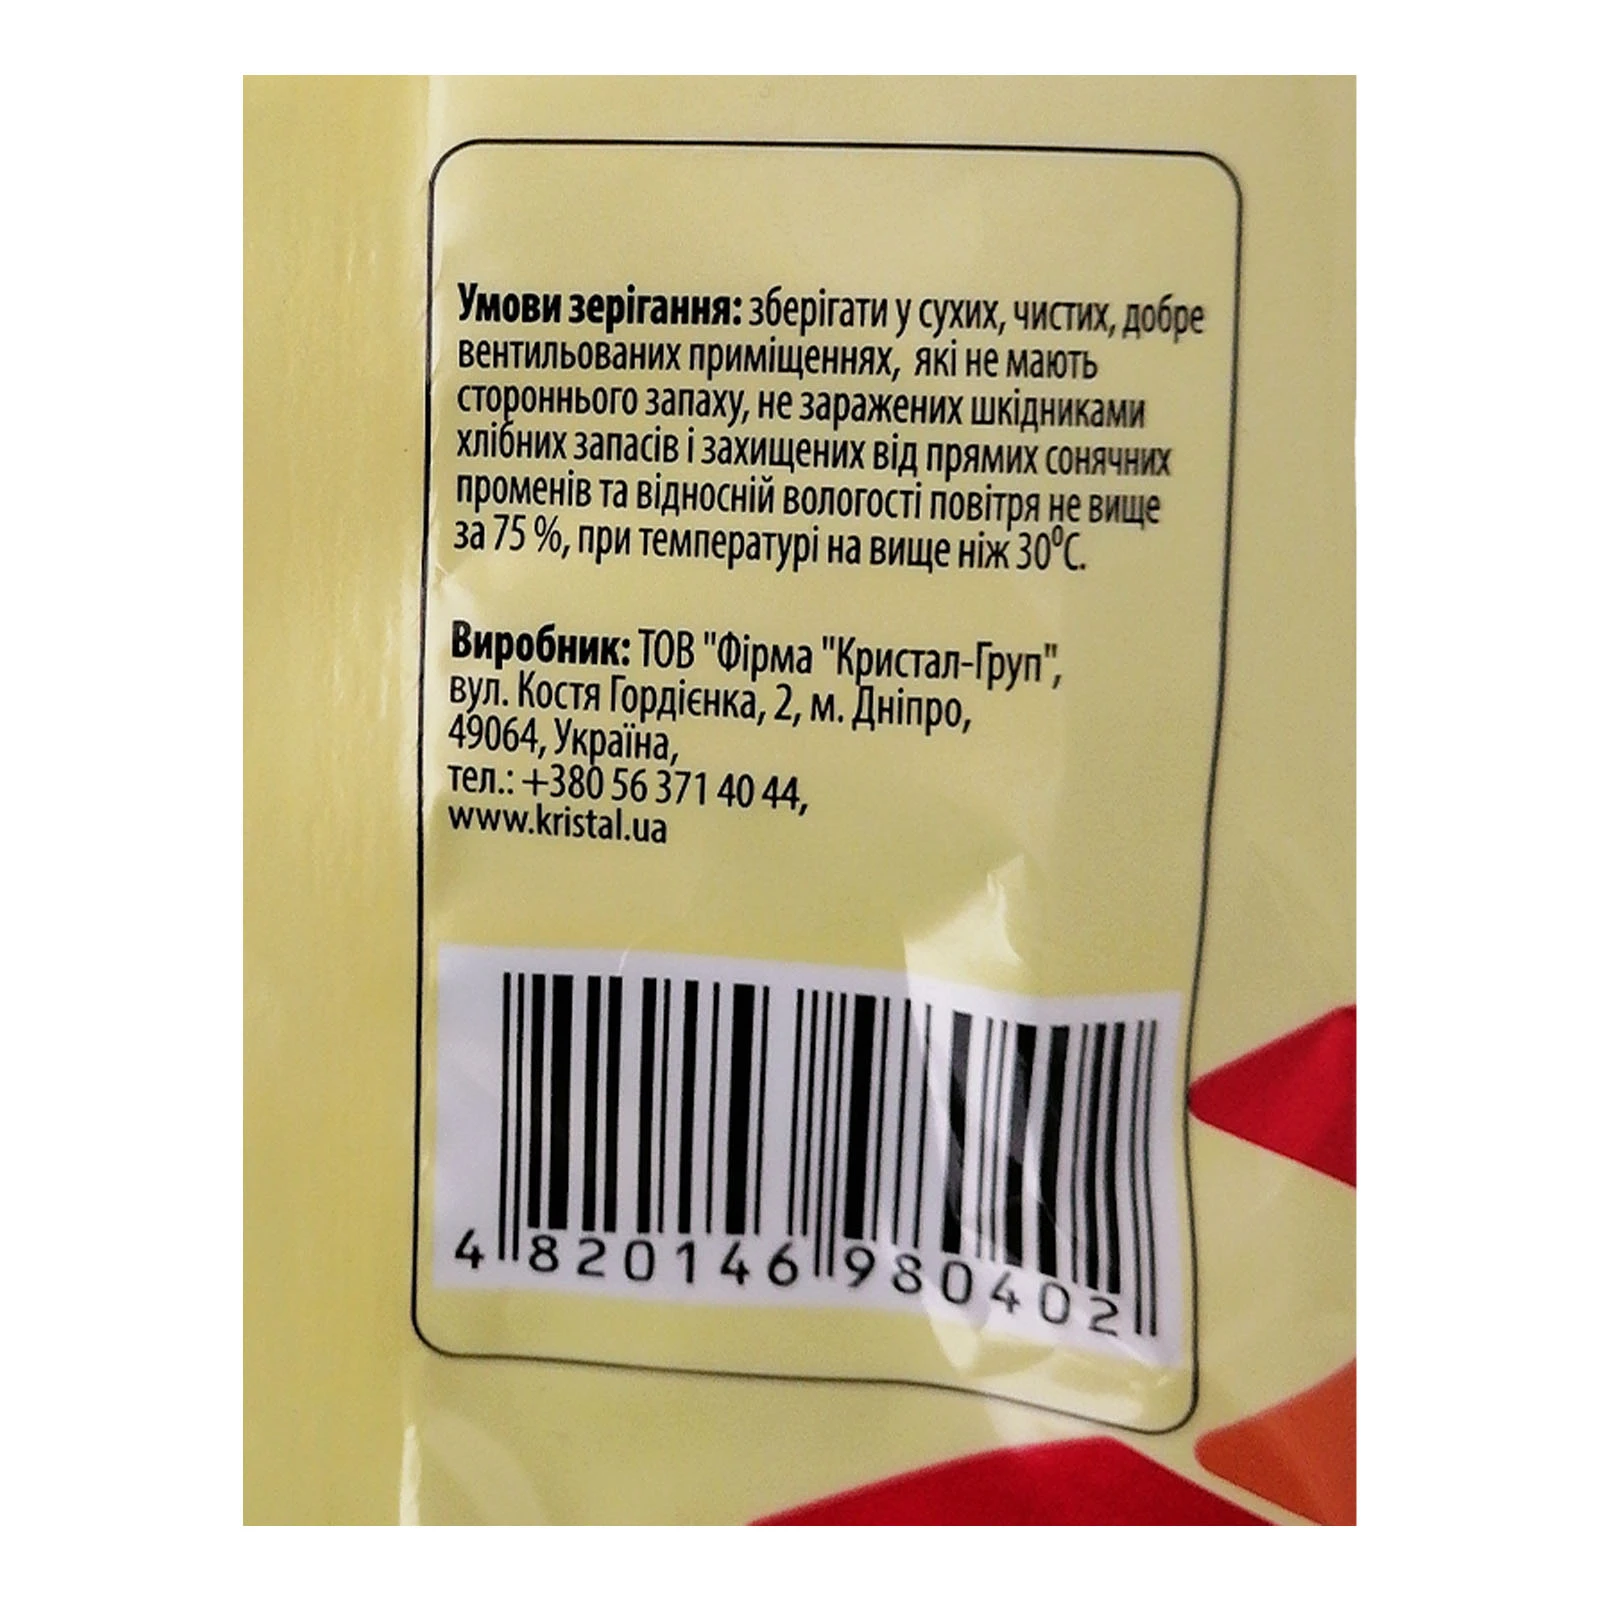 Умови зерігання: зберігати у сухих, чистих, добре
вентильованих приміщеннях, які не мають
стороннього запаху, не заражених шкідниками
хлібних запасів і захищених від прямих сонячних
променів та відносній вологості повітря не вище
за 75 %, при температурі на вище ніж 30⁰С.
Виробник: ТОВ "Фірма "Кристал-Груп",
вул. Костя Гордієнка, 2, м. Дніпро,
49064, Україна,
тел.: +380 56 371 40 44,
www.kristal.ua
4 820146 980402